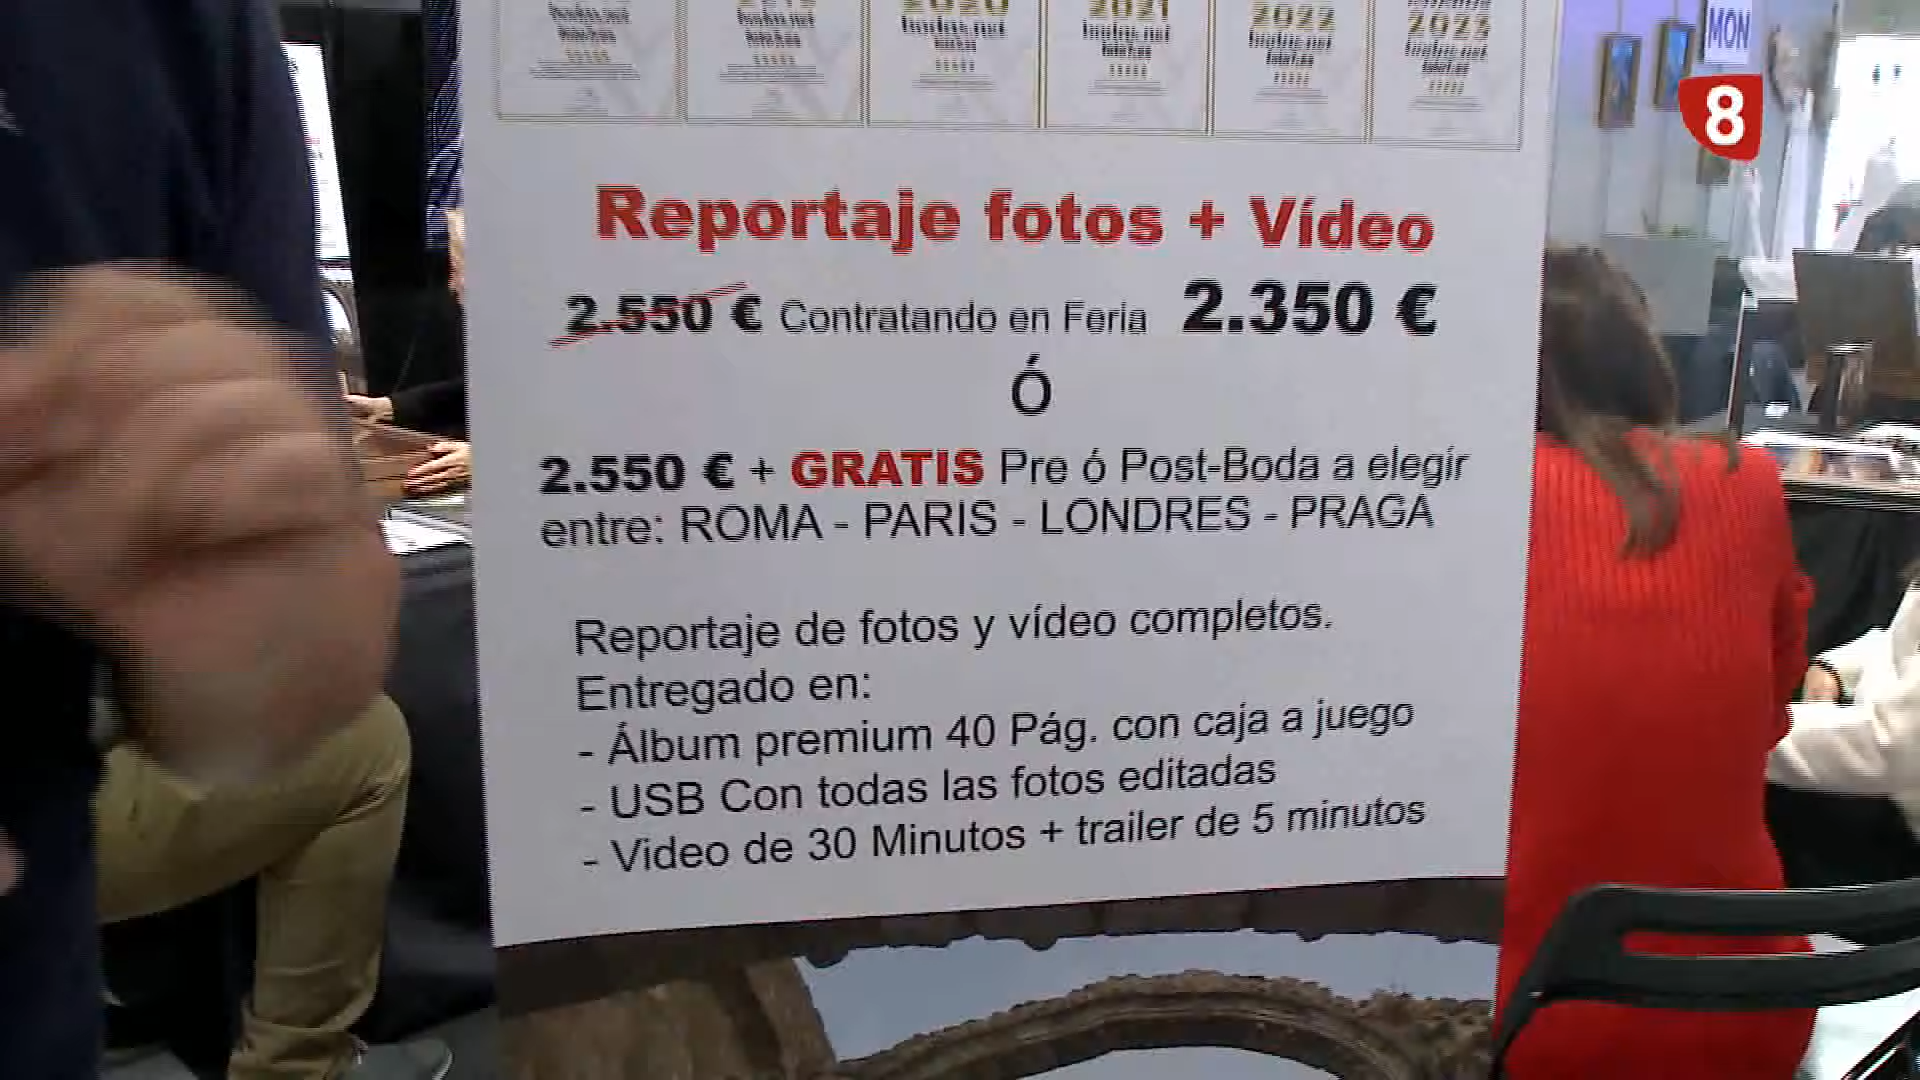 2020 2021 2022 2023
bodas.net
MON
8
Reportaje fotos + Vídeo
2.550 € Contratando en Feria 2.350 €
Ó
2.550 € + GRATIS Pre ó Post-Boda a elegir
entre: ROMA - PARIS - LONDRES - PRAGA
Reportaje de fotos y vídeo completos.
Entregado en:
- Álbum premium 40 Pág. con caja a juego
- USB Con todas las fotos editadas
- Video de 30 Minutos + trailer de 5 minutos